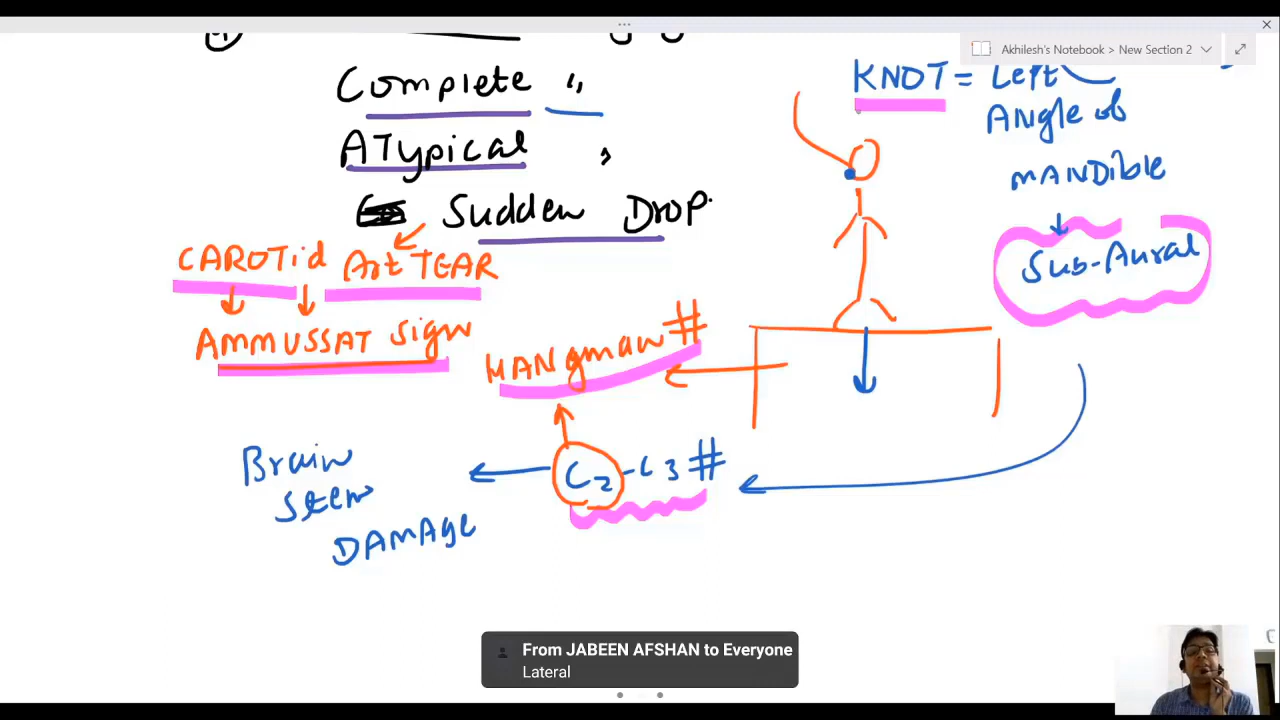 Akhilesh's Notebook > New Section 2
Complete "
ATypical "
Sudden Drop
KNOT = Left
Angle of
MANDible
Sub-Aural
CAROTid Art TEAR
AMMUSSAT sign
HANgman #
C2-C3 #
Brain
Stem
DAMAge
From JABEEN AFSHAN to Everyone
Lateral